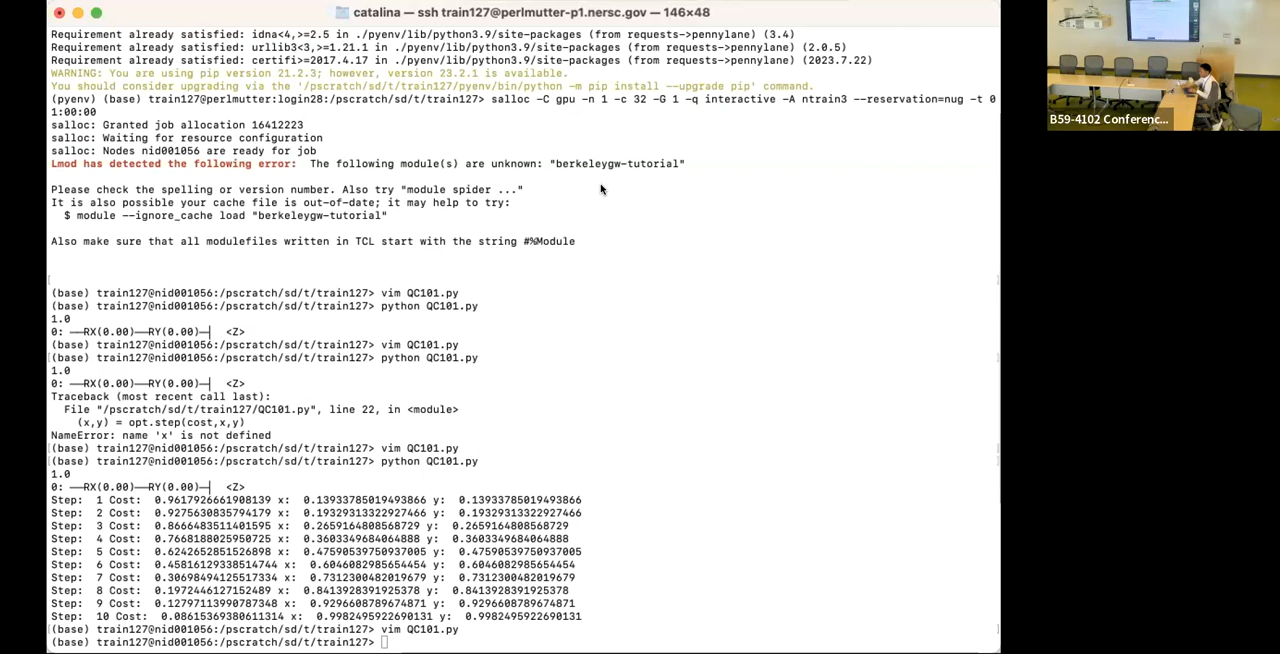 catalina — ssh train127@perlmutter-p1.nersc.gov — 146×48
Requirement already satisfied: idna<4,>=2.5 in ./pyenv/lib/python3.9/site-packages (from requests->pennylane) (3.4)
Requirement already satisfied: urllib3<3,>=1.21.1 in ./pyenv/lib/python3.9/site-packages (from requests->pennylane) (2.0.5)
Requirement already satisfied: certifi>=2017.4.17 in ./pyenv/lib/python3.9/site-packages (from requests->pennylane) (2023.7.22)
WARNING: You are using pip version 21.2.3; however, version 23.2.1 is available.
You should consider upgrading via the '/pscratch/sd/t/train127/pyenv/bin/python -m pip install --upgrade pip' command.
(pyenv) (base) train127@perlmutter:login28:/pscratch/sd/t/train127> salloc -C gpu -n 1 -c 32 -G 1 -q interactive -A ntrain3 --reservation=nug -t 0
1:00:00
salloc: Granted job allocation 16412223
salloc: Waiting for resource configuration
salloc: Nodes nid001056 are ready for job
Lmod has detected the following error:  The following module(s) are unknown: "berkeleygw-tutorial"
Please check the spelling or version number. Also try "module spider ..."
It is also possible your cache file is out-of-date; it may help to try:
  $ module --ignore_cache load "berkeleygw-tutorial"
Also make sure that all modulefiles written in TCL start with the string #%Module
(base) train127@nid001056:/pscratch/sd/t/train127> vim QC101.py
(base) train127@nid001056:/pscratch/sd/t/train127> python QC101.py
1.0
0: ──RX(0.00)──RY(0.00)─┤  <Z>
(base) train127@nid001056:/pscratch/sd/t/train127> vim QC101.py
(base) train127@nid001056:/pscratch/sd/t/train127> python QC101.py
1.0
0: ──RX(0.00)──RY(0.00)─┤  <Z>
Traceback (most recent call last):
  File "/pscratch/sd/t/train127/QC101.py", line 22, in <module>
    (x,y) = opt.step(cost,x,y)
NameError: name 'x' is not defined
(base) train127@nid001056:/pscratch/sd/t/train127> vim QC101.py
(base) train127@nid001056:/pscratch/sd/t/train127> python QC101.py
1.0
0: ──RX(0.00)──RY(0.00)─┤  <Z>
Step:  1 Cost:  0.9617926661908139 x:  0.13933785019493866 y:  0.13933785019493866
Step:  2 Cost:  0.9275630835794179 x:  0.19329313322927466 y:  0.19329313322927466
Step:  3 Cost:  0.8666483511401595 x:  0.2659164808568729 y:  0.2659164808568729
Step:  4 Cost:  0.7668188025950725 x:  0.3603349684064888 y:  0.3603349684064888
Step:  5 Cost:  0.6242652851526898 x:  0.47590539750937005 y:  0.47590539750937005
Step:  6 Cost:  0.45816129338514744 x:  0.6046082985654454 y:  0.6046082985654454
Step:  7 Cost:  0.30698494125517334 x:  0.7312300482019679 y:  0.7312300482019679
Step:  8 Cost:  0.1972446127152489 x:  0.8413928391925378 y:  0.8413928391925378
Step:  9 Cost:  0.12797113990787348 x:  0.9296608789674871 y:  0.9296608789674871
Step:  10 Cost:  0.08615369380611314 x:  0.9982495922690131 y:  0.9982495922690131
(base) train127@nid001056:/pscratch/sd/t/train127> vim QC101.py
(base) train127@nid001056:/pscratch/sd/t/train127>
B59-4102 Conferenc...